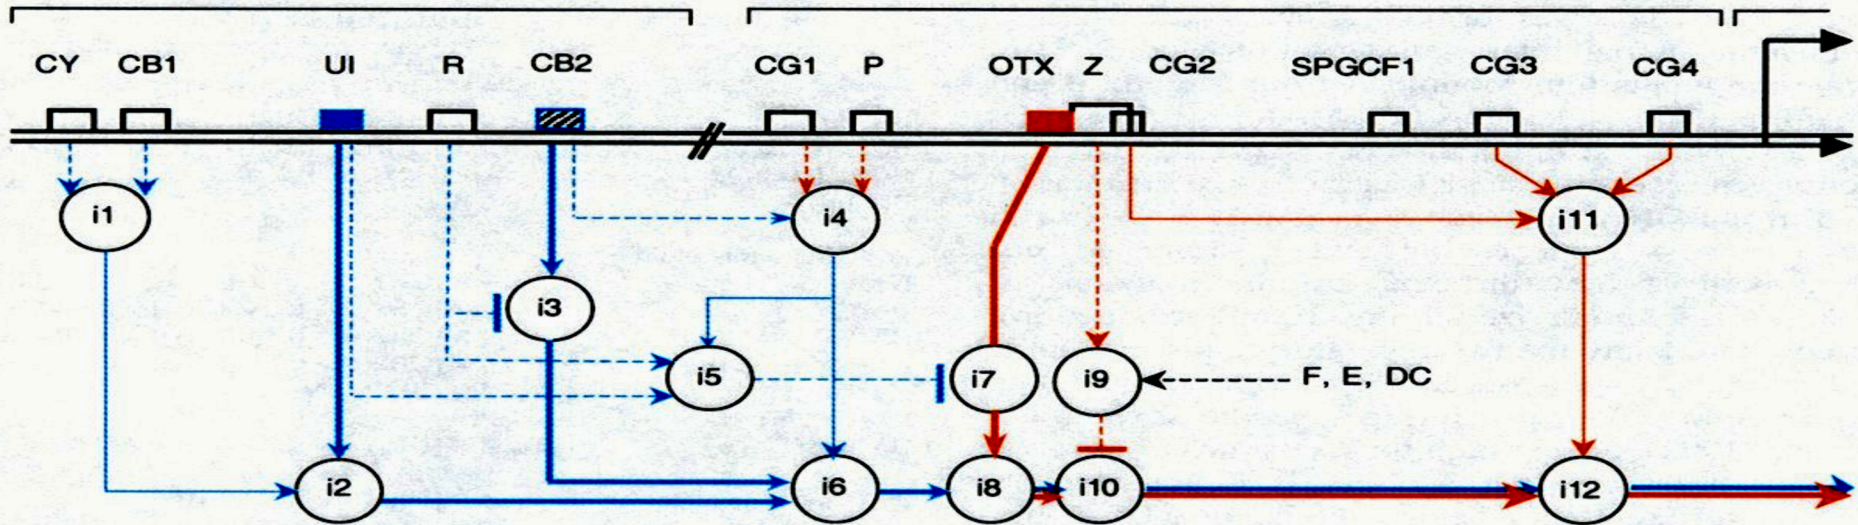 CY CB1 UI R CB2 CG1 P OTX Z CG2 SPGCF1 CG3 CG4
i1 i4 i11
i3
i5 i7 i9 F, E, DC
i2 i6 i8 i10 i12